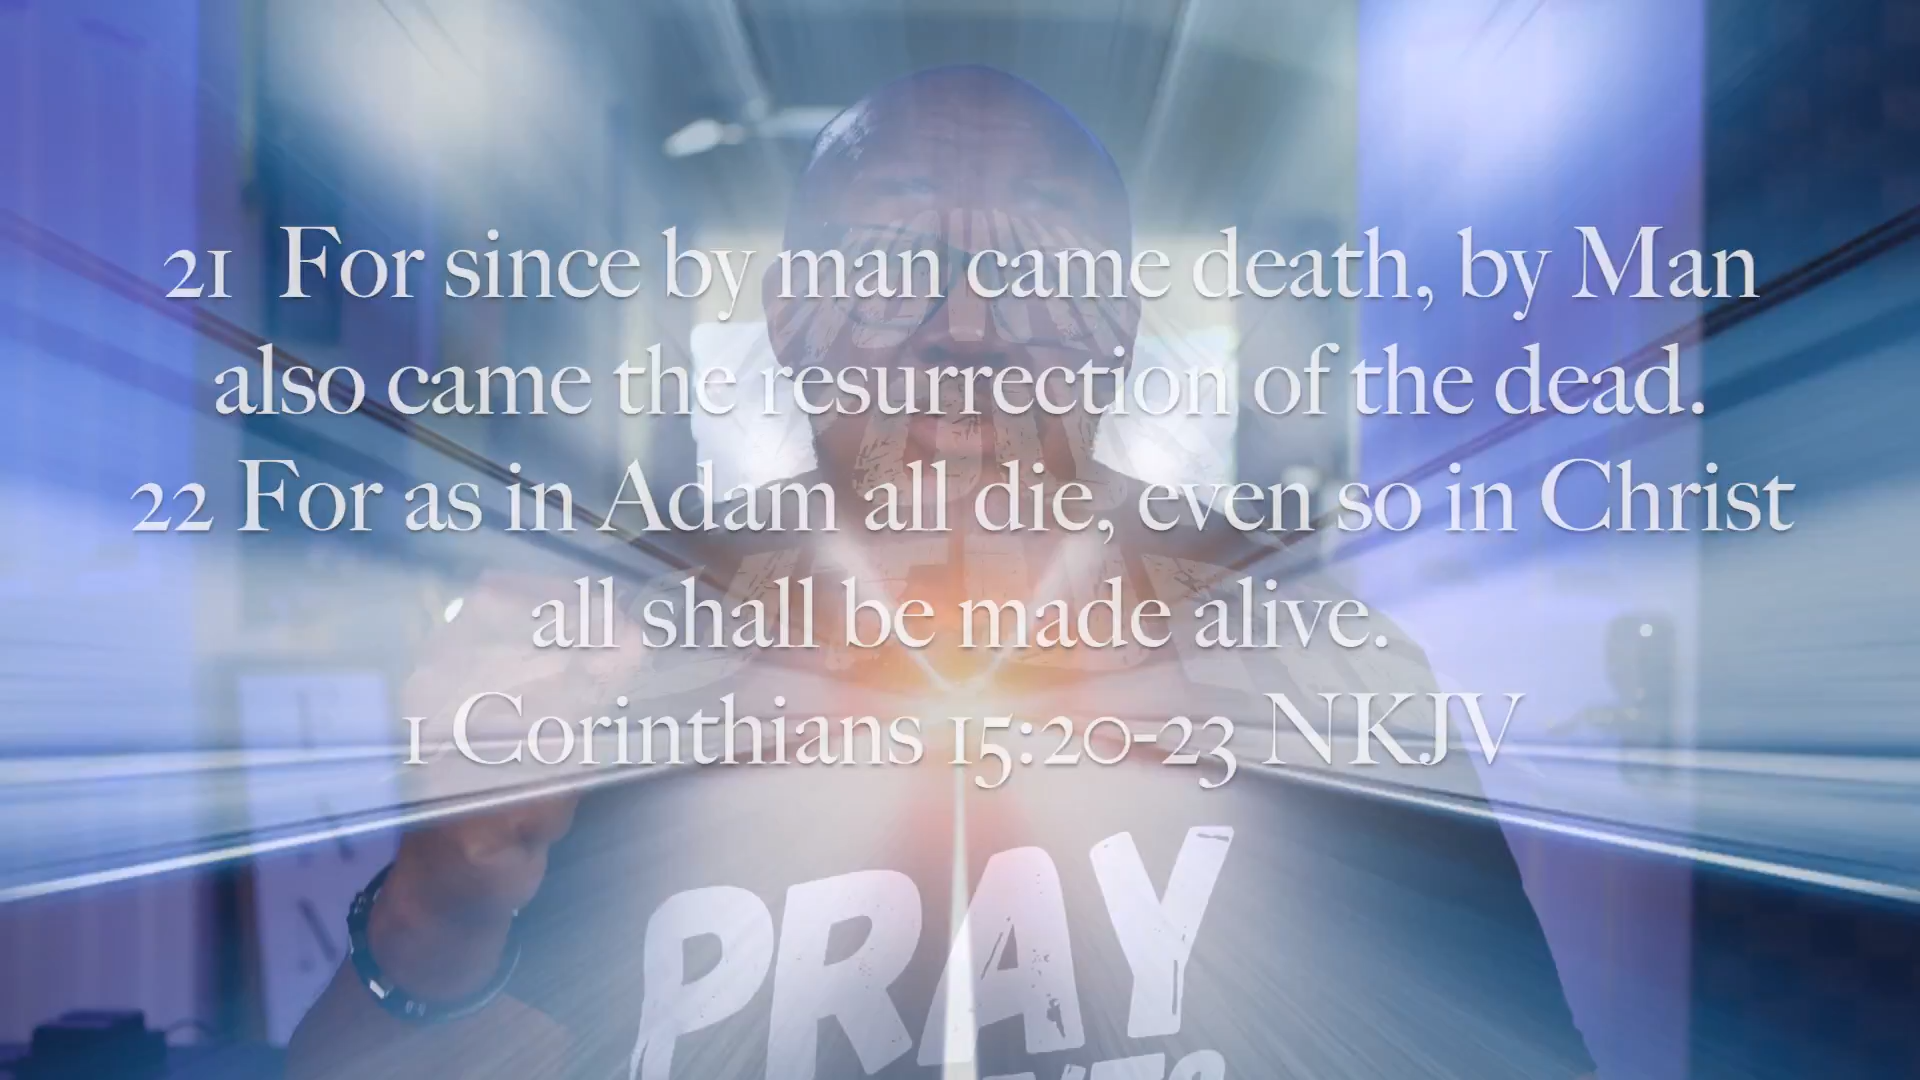 21 For since by man came death, by Man
also came the resurrection of the dead.
22 For as in Adam all die, even so in Christ
all shall be made alive.
1 Corinthians 15:20-23 NKJV
PRAY